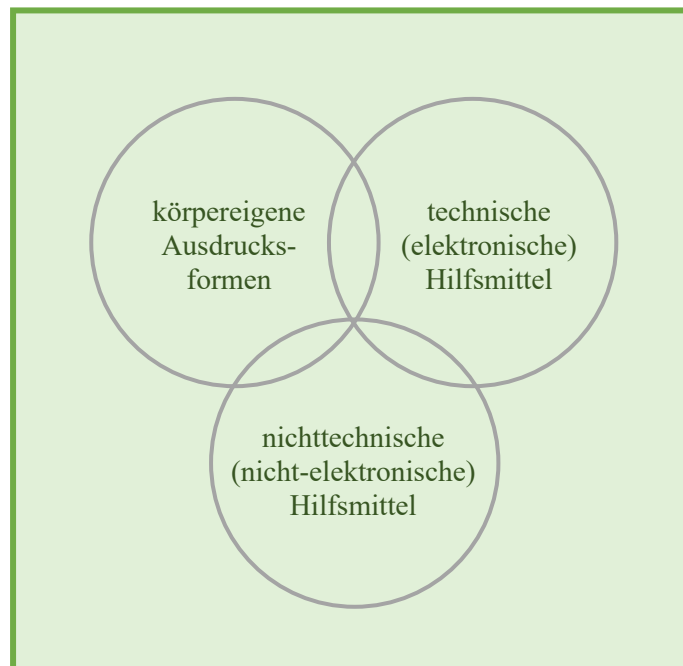 körpereigene
Ausdrucks-
formen
technische
(elektronische)
Hilfsmittel
nichttechnische
(nicht-elektronische)
Hilfsmittel